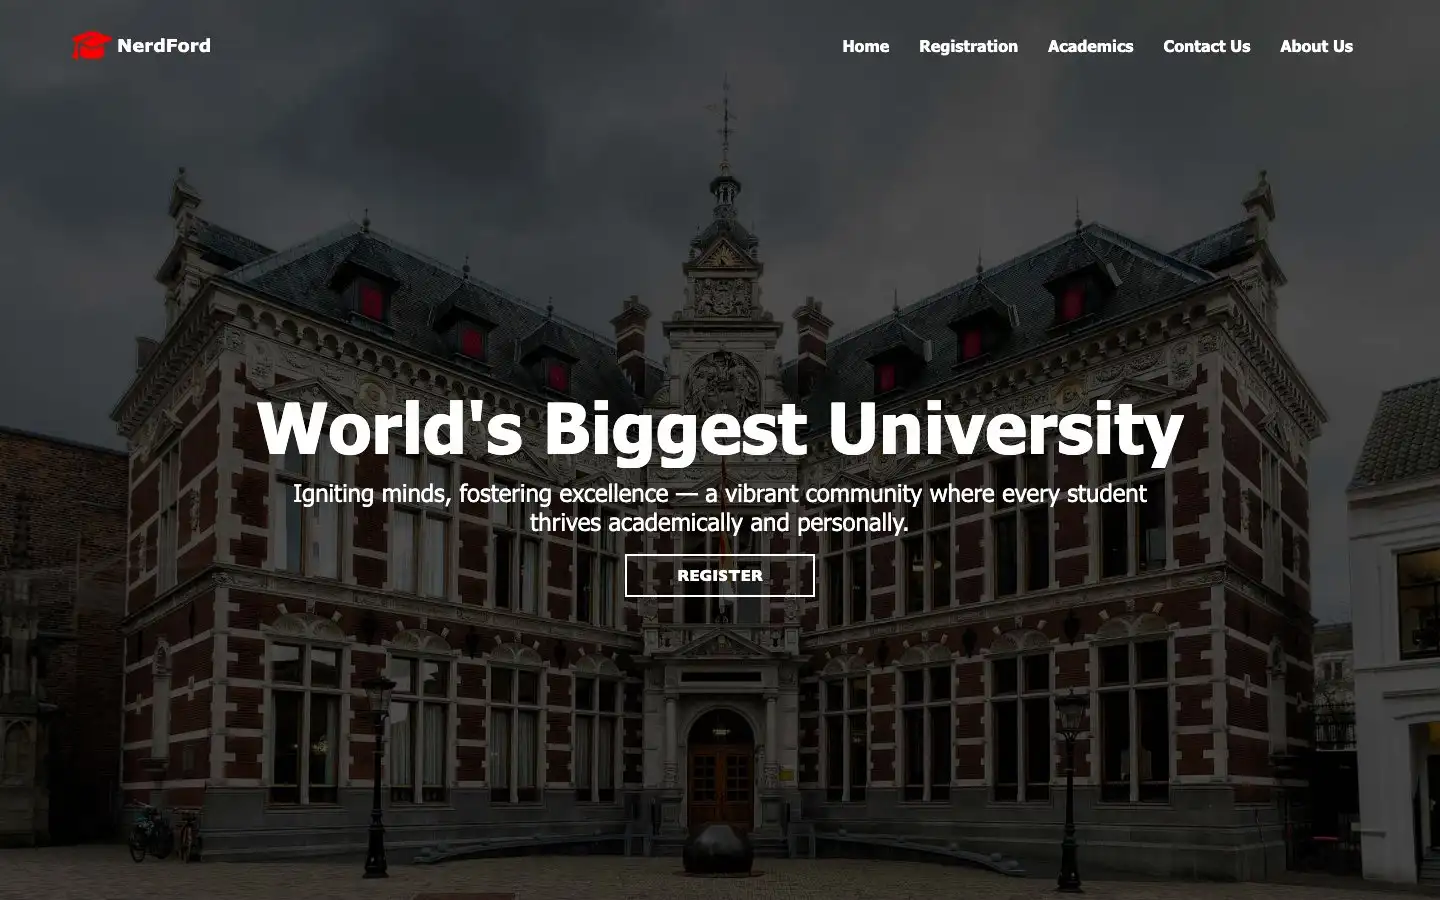 NerdFord
Home Registration Academics Contact Us About Us
World's Biggest University
Igniting minds, fostering excellence — a vibrant community where every student
thrives academically and personally.
REGISTER